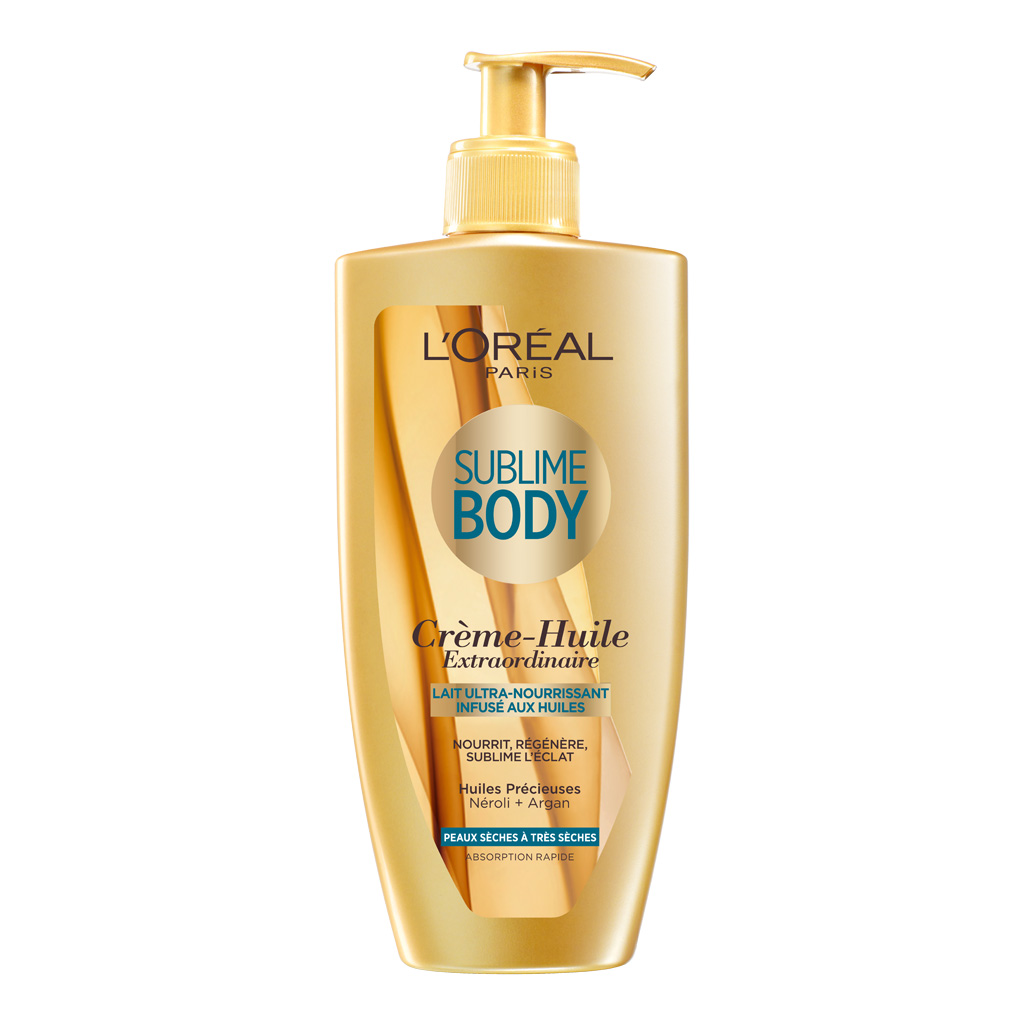 L'ORÉAL
PARiS
SUBLIME
BODY
Crème-Huile
Extraordinaire
LAIT ULTRA-NOURRISSANT
INFUSÉ AUX HUILES
NOURRIT, RÉGÉNÈRE,
SUBLIME L'ÉCLAT
Huiles Précieuses
Néroli + Argan
PEAUX SÈCHES À TRÈS SÈCHES
ABSORPTION RAPIDE